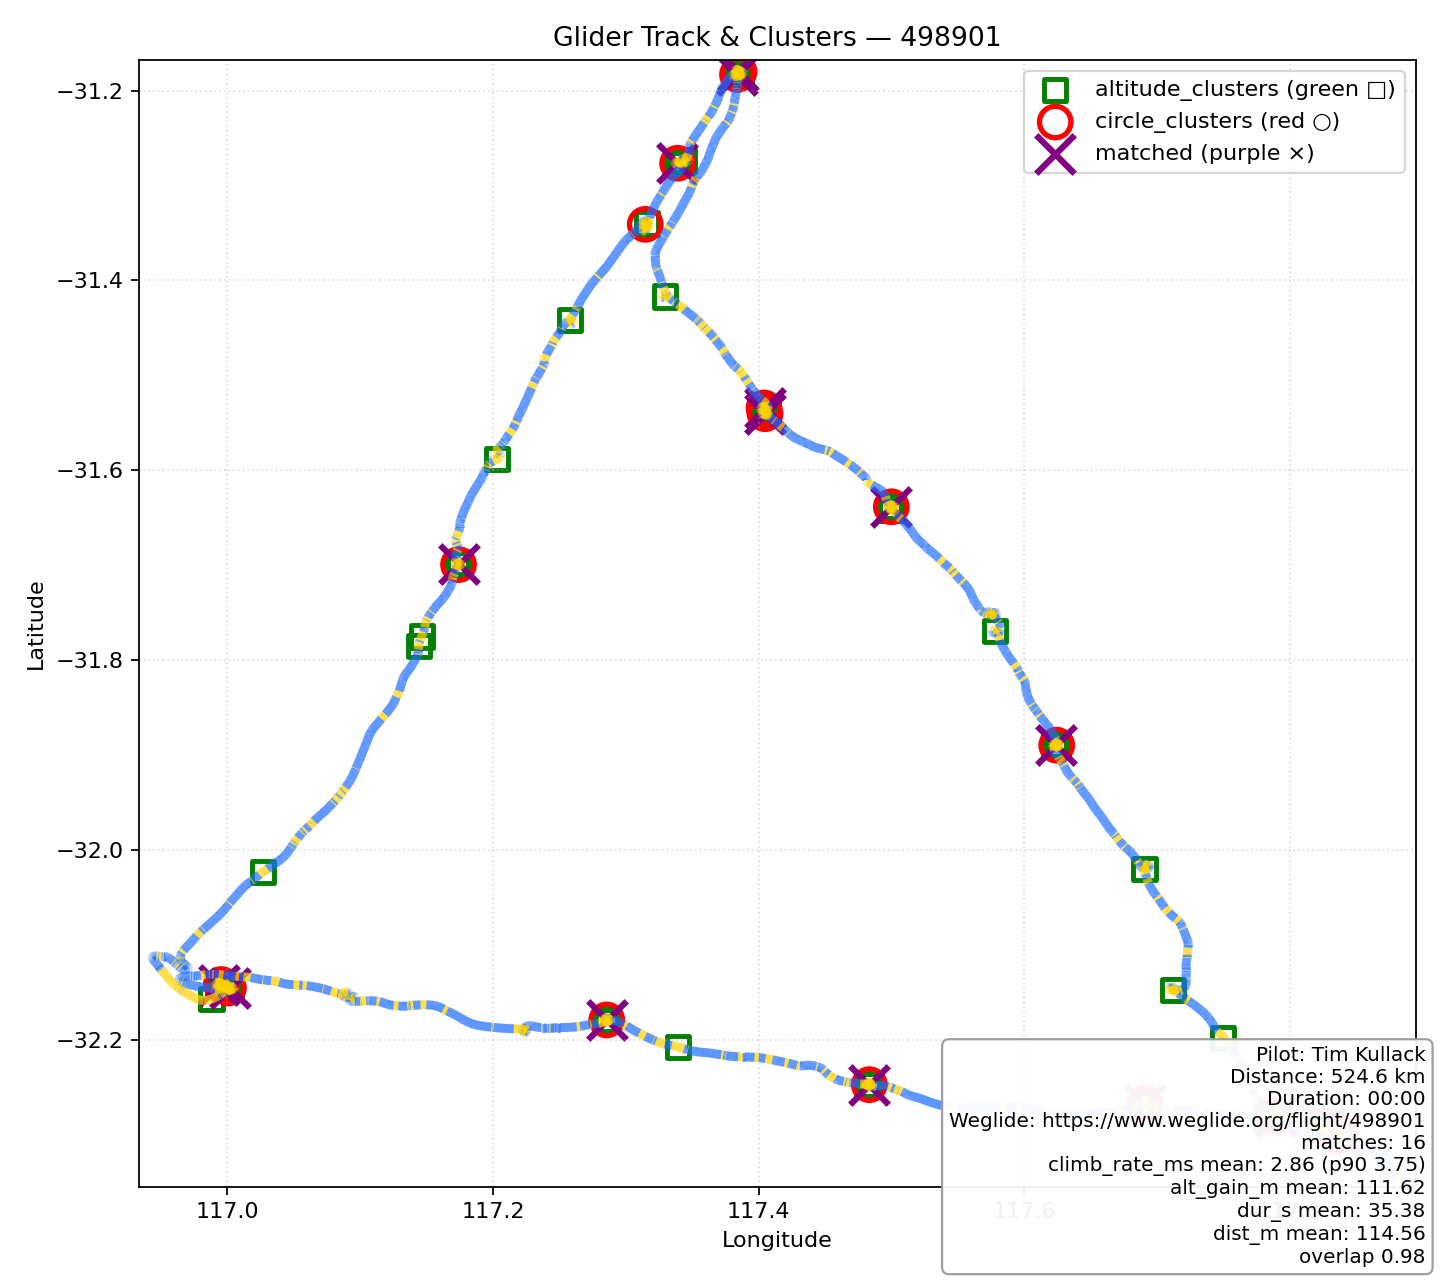 Glider Track & Clusters — 498901
altitude_clusters (green □)
circle_clusters (red ○)
matched (purple ×)
Latitude
−31.2
−31.4
−31.6
−31.8
−32.0
−32.2
117.0
117.2
117.4
117.6
Longitude
Pilot: Tim Kullack
Distance: 524.6 km
Duration: 00:00
Weglide: https://www.weglide.org/flight/498901
matches: 16
climb_rate_ms mean: 2.86 (p90 3.75)
alt_gain_m mean: 111.62
dur_s mean: 35.38
dist_m mean: 114.56
overlap 0.98